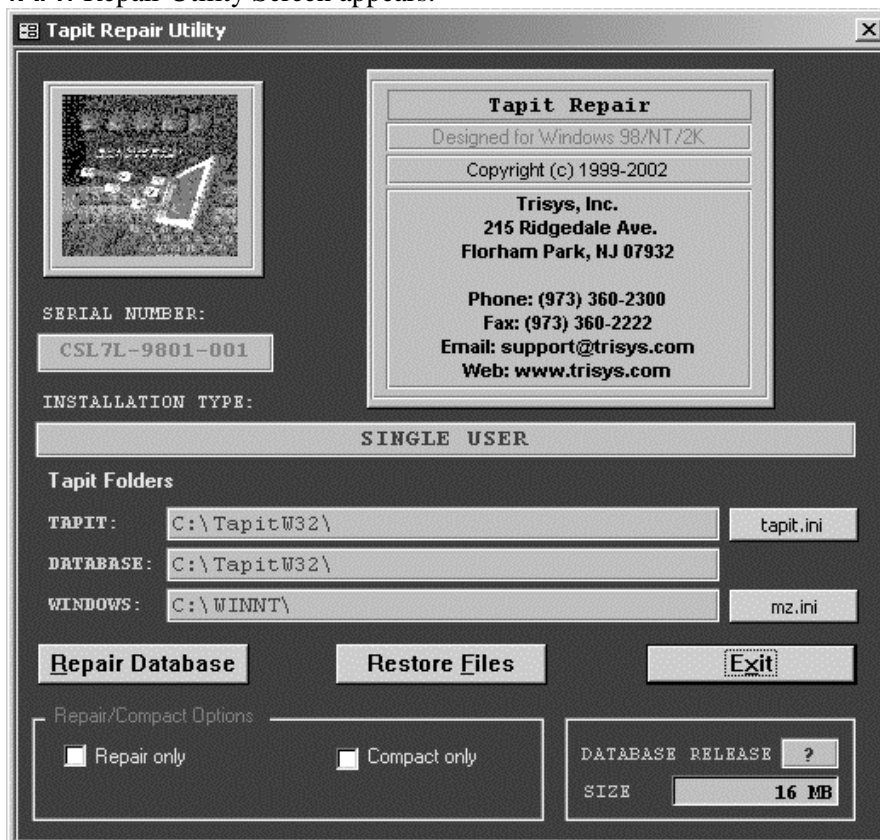 Repair Utility Screen appears.
Tapit Repair Utility
Tapit Repair
Designed for Windows 98/NT/2K
Copyright (c) 1999-2002
Trisys, Inc.
215 Ridgedale Ave.
Florham Park, NJ 07932
Phone: (973) 360-2300
Fax: (973) 360-2222
Email: support@trisys.com
Web: www.trisys.com
SERIAL NUMBER:
CSL7L-9801-001
INSTALLATION TYPE:
SINGLE USER
Tapit Folders
TAPIT: C:\TapitW32\ tapit.ini
DATABASE: C:\TapitW32\
WINDOWS: C:\WINNT\ mz.ini
Repair Database Restore Files Exit
Repair/Compact Options
Repair only Compact only
DATABASE RELEASE ?
SIZE 16 MB